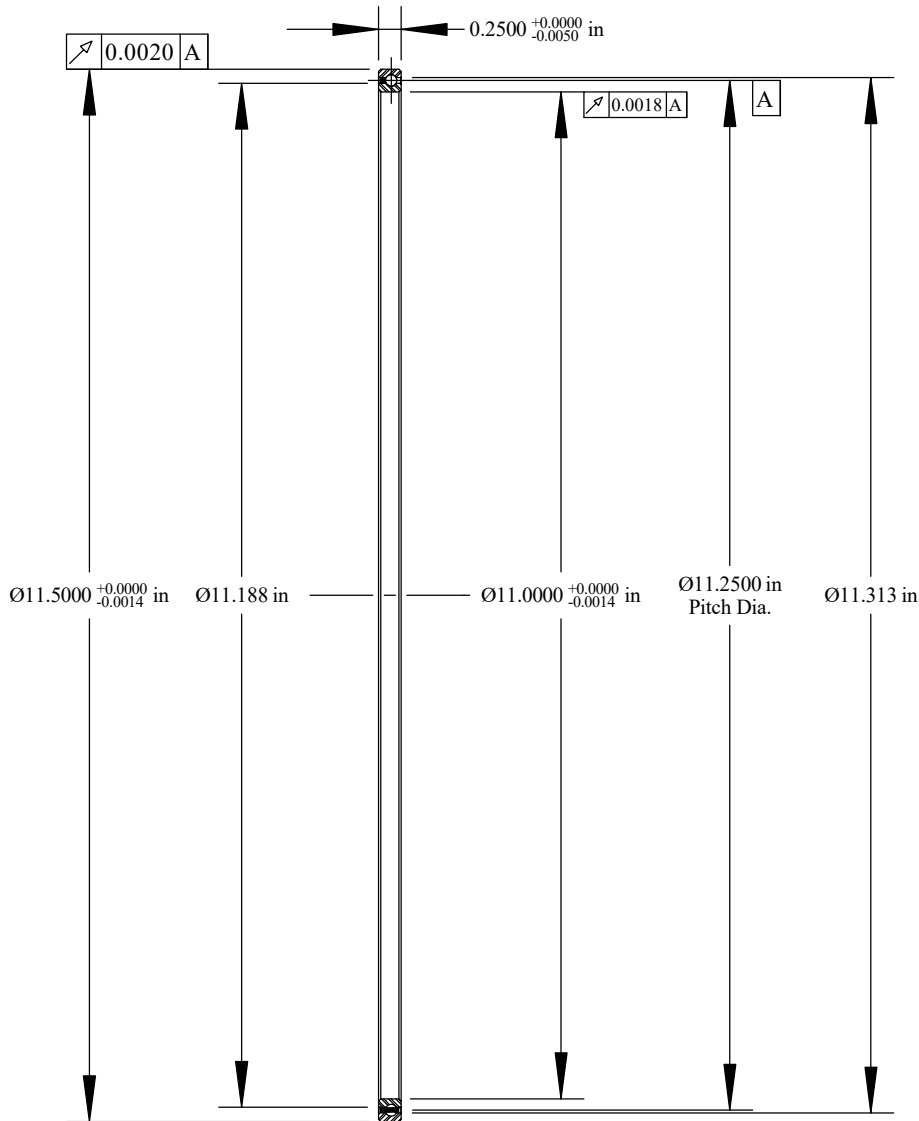 0.2500 +0.0000 -0.0050 in
0.0020 A
A
0.0018 A
Ø11.5000 +0.0000 -0.0014 in
Ø11.188 in
Ø11.0000 +0.0000 -0.0014 in
Ø11.2500 in
Pitch Dia.
Ø11.313 in